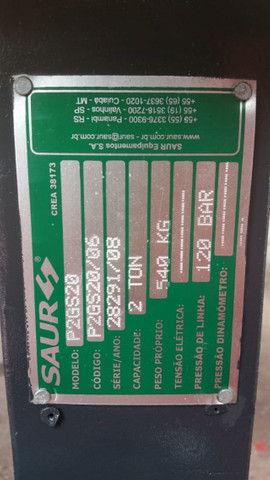 SAUR
CREA 38173
MODELO: P2GS20
CÓDIGO: P2GS20/06
SÉRIE/ANO: 28291/08
CAPACIDADE: 2 TON
PESO PRÓPRIO: 540 KG
TENSÃO ELÉTRICA:
PRESSÃO DE LINHA: 120 BAR
PRESSÃO DINAMÔMETRO:
SAUR Equipamentos S.A.
www.saur.com.br saur@saur.com.br
+55 (55) 3376-9300 - Panambi - RS
+55 (19) 3518-7200 - Valinhos - SP
+55 (65) 3637-1020 - Cuiabá - MT